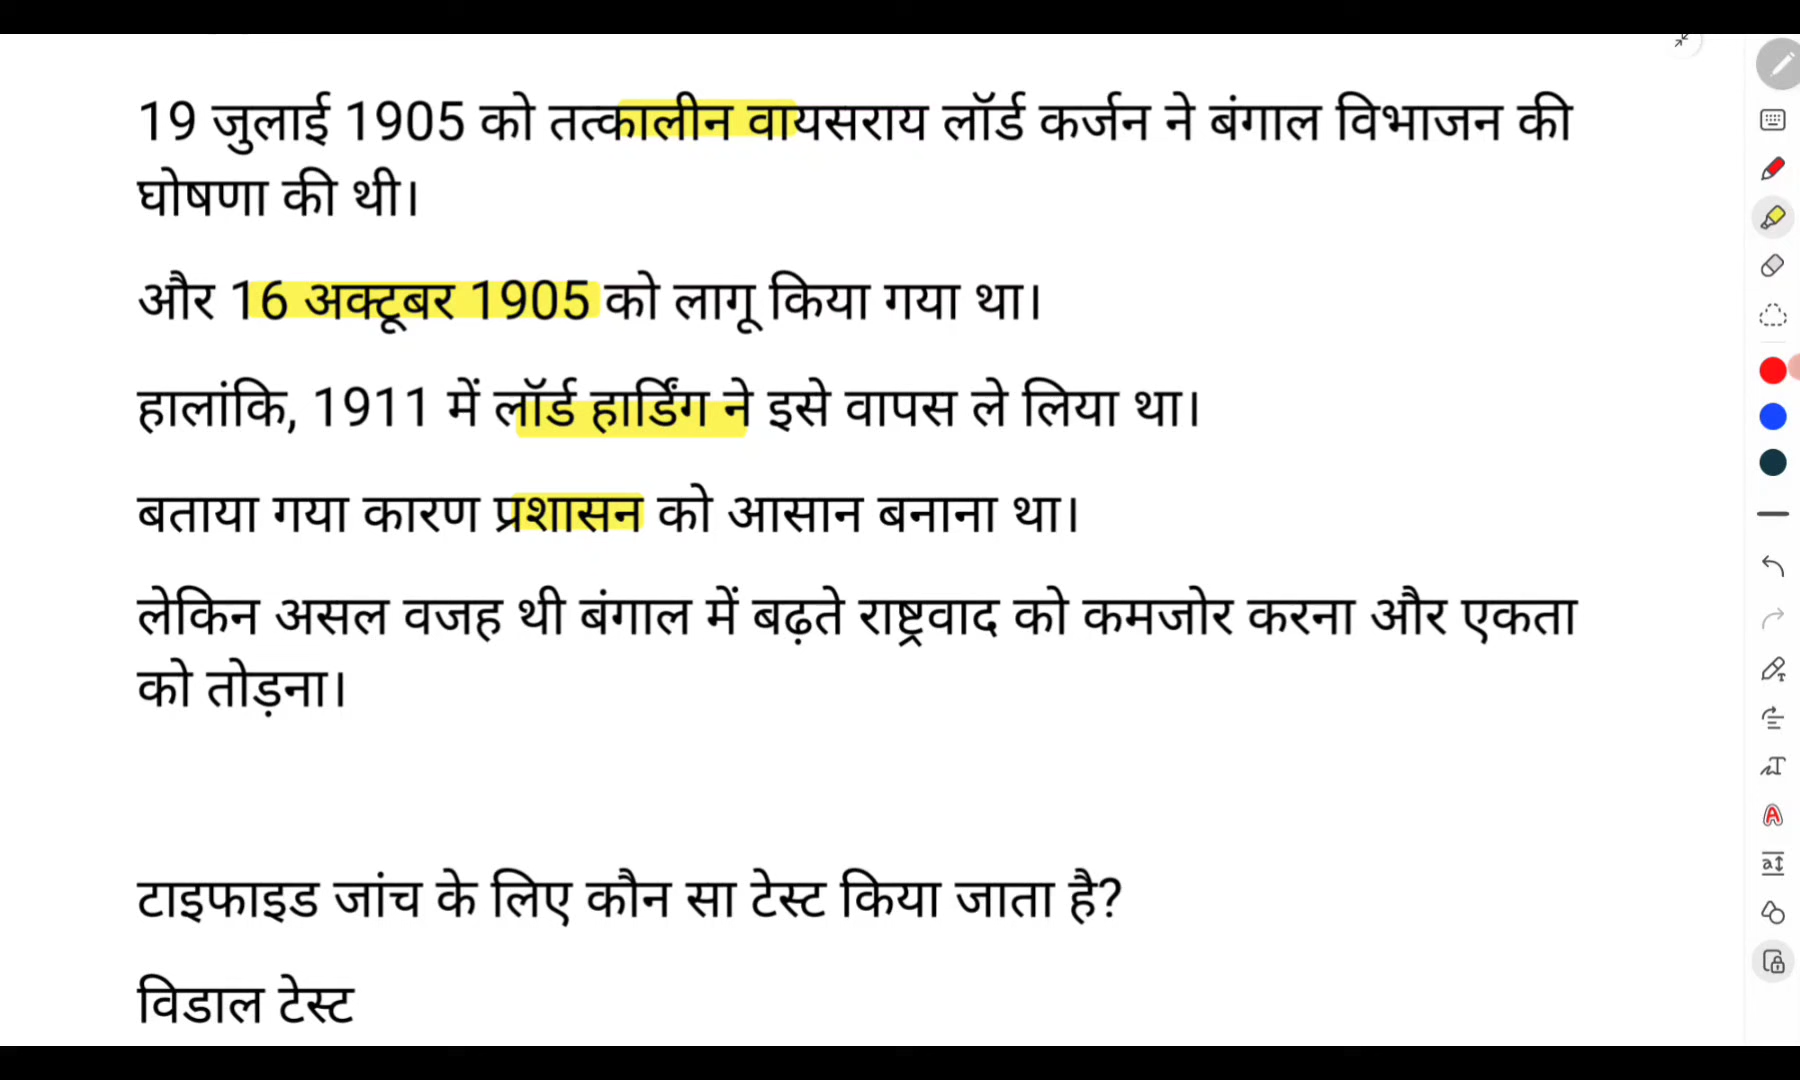 19 जुलाई 1905 को तत्कालीन वायसराय लॉर्ड कर्जन ने बंगाल विभाजन की
घोषणा की थी।
और 16 अक्टूबर 1905 को लागू किया गया था।
हालांकि, 1911 में लॉर्ड हार्डिंग ने इसे वापस ले लिया था।
बताया गया कारण प्रशासन को आसान बनाना था।
लेकिन असल वजह थी बंगाल में बढ़ते राष्ट्रवाद को कमजोर करना और एकता
को तोड़ना।
टाइफाइड जांच के लिए कौन सा टेस्ट किया जाता है?
विडाल टेस्ट